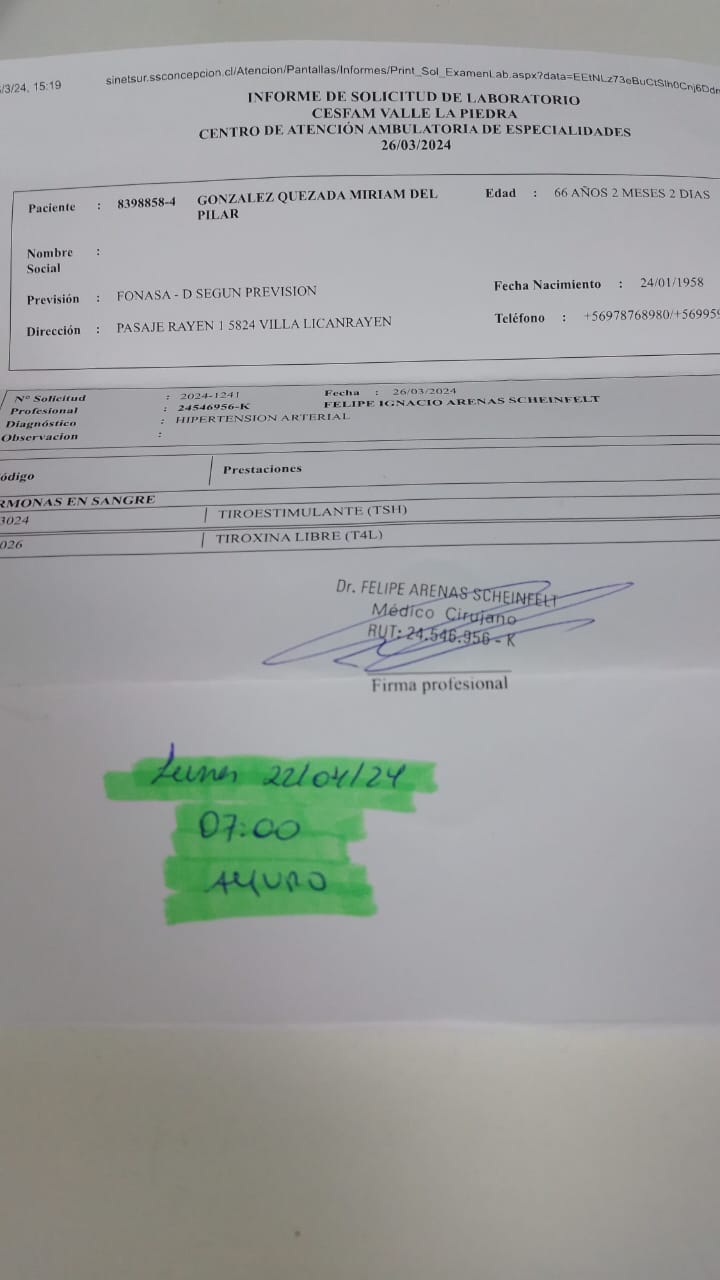 /3/24, 15:19
sinetsur.ssconcepcion.cl/Atencion/Pantallas/Informes/Print_Sol_ExamenLab.aspx?data=
INFORME DE SOLICITUD DE LABORATORIO
CESFAM VALLE LA PIEDRA
CENTRO DE ATENCIÓN AMBULATORIA DE ESPECIALIDADES
26/03/2024
Paciente : 8398858-4 GONZALEZ QUEZADA MIRIAM DEL PILAR Edad : 66 AÑOS 2 MESES 2 DIAS
Nombre Social :
Previsión : FONASA - D SEGUN PREVISION Fecha Nacimiento : 24/01/1958
Dirección : PASAJE RAYEN 1 5824 VILLA LICANRAYEN Teléfono : +56978768980/+569959
Nº Solicitud : 2024-1241 Fecha : 26/03/2024
Profesional : 24546956-K FELIPE IGNACIO ARENAS SCHEINFELT
Diagnóstico : HIPERTENSION ARTERIAL
Observacion :
ódigo Prestaciones
RMONAS EN SANGRE
3024 TIROESTIMULANTE (TSH)
026 TIROXINA LIBRE (T4L)
Dr. FELIPE ARENAS SCHEINFELT
Médico Cirujano
RUT: 24.546.956 - K
Firma profesional
Lunes 22/04/24
07:00
AYUNO